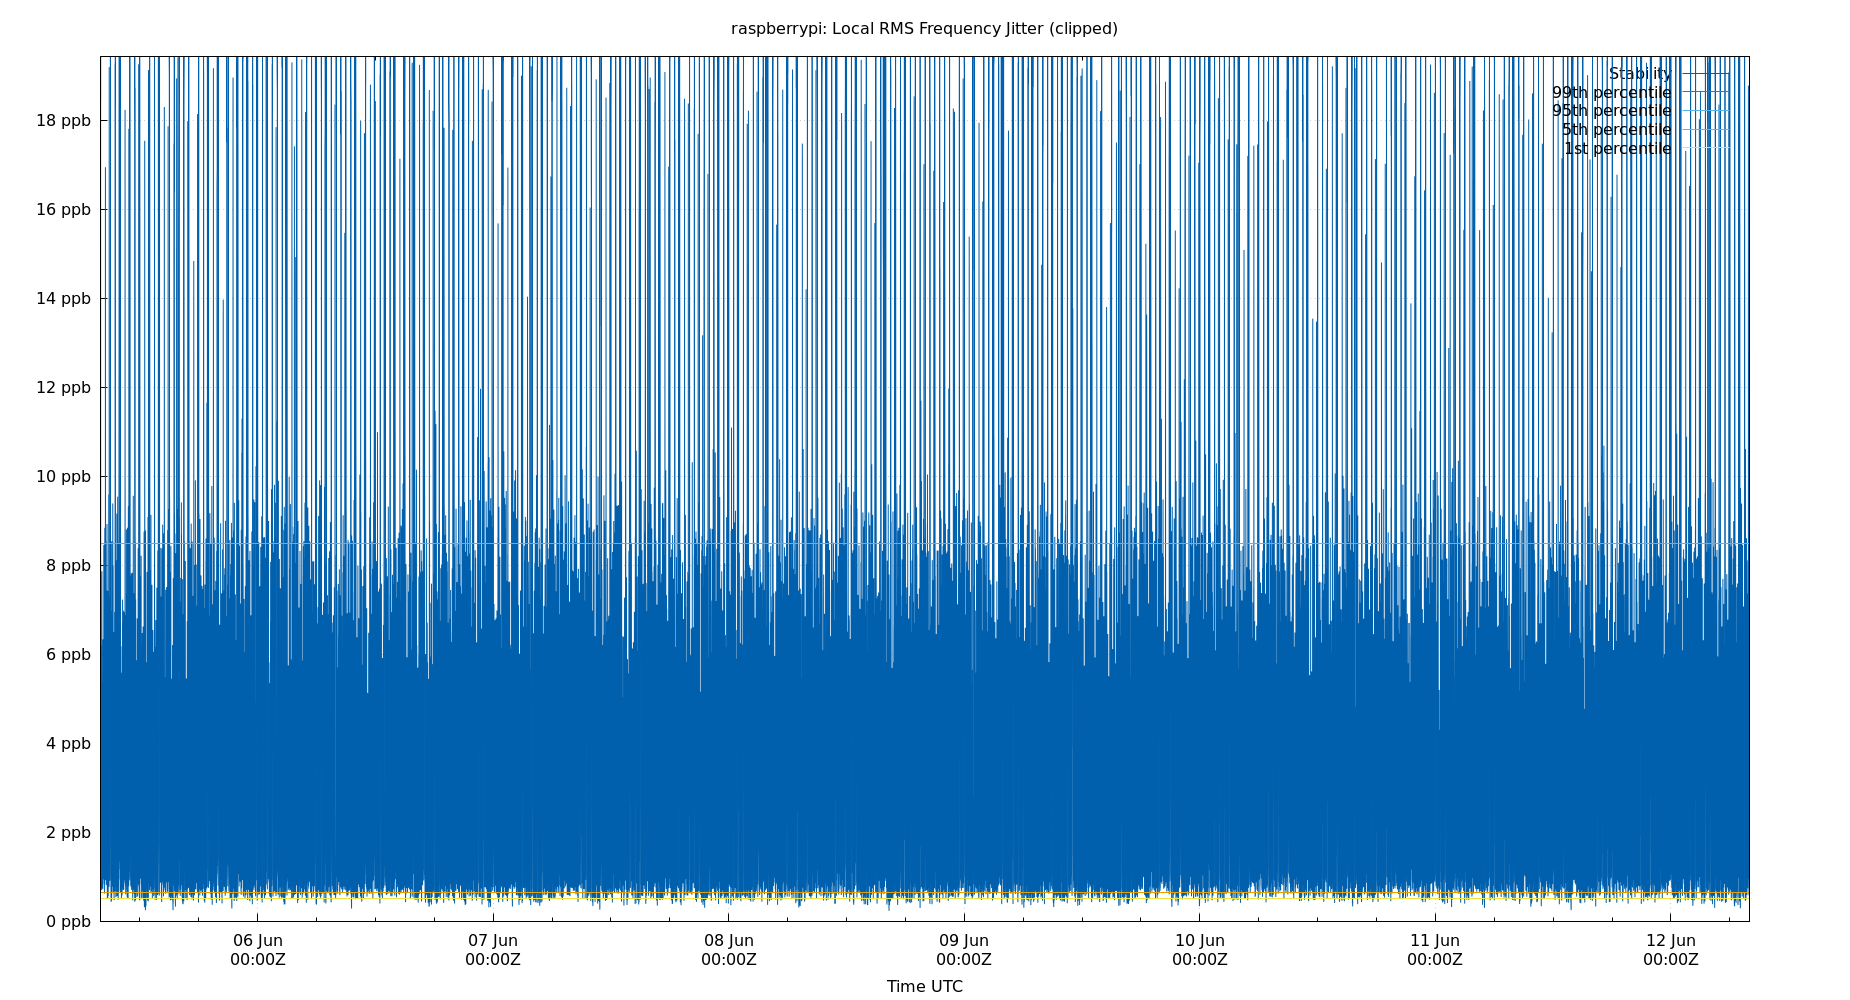 raspberrypi: Local RMS Frequency Jitter (clipped)
Stability
99th percentile
95th percentile
5th percentile
1st percentile
18 ppb
16 ppb
14 ppb
12 ppb
10 ppb
8 ppb
6 ppb
4 ppb
2 ppb
0 ppb
06 Jun 07 Jun 08 Jun 09 Jun 10 Jun 11 Jun 12 Jun
00:00Z 00:00Z 00:00Z 00:00Z 00:00Z 00:00Z 00:00Z
Time UTC